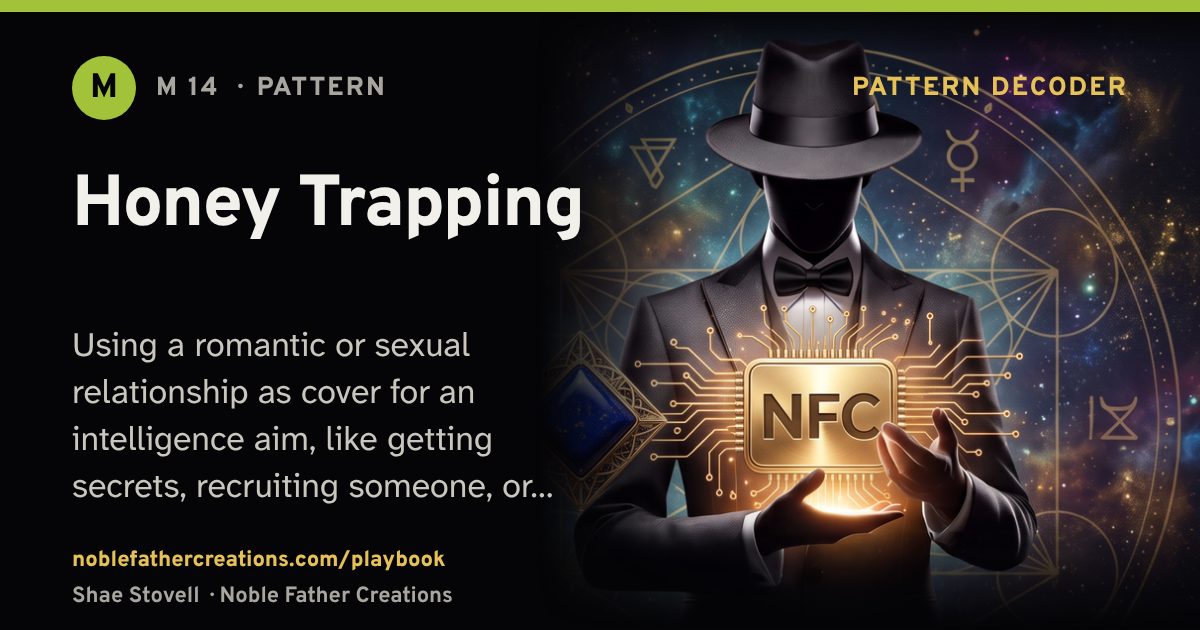 M
M 14 · PATTERN
PATTERN DECODER
Honey Trapping
Using a romantic or sexual
relationship as cover for an
intelligence aim, like getting
secrets, recruiting someone, or...
NFC
noblefathercreations.com/playbook
Shae Stovell · Noble Father Creations